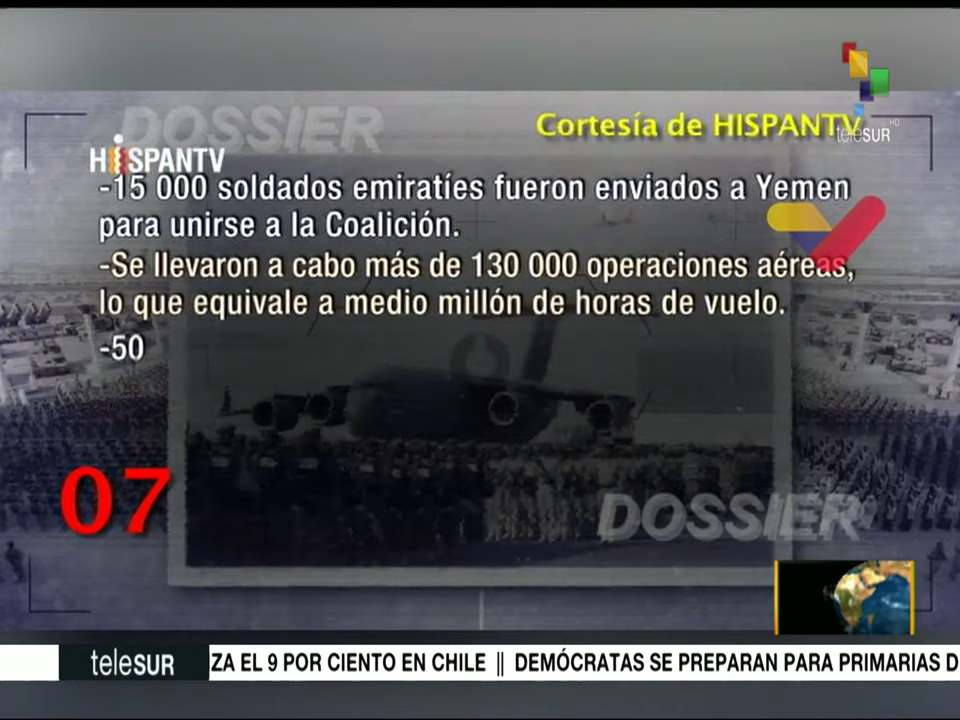 DOSSIER
Cortesía de HISPANTV
teleSUR HD
HISPANTV
-15 000 soldados emiratíes fueron enviados a Yemen
para unirse a la Coalición.
-Se llevaron a cabo más de 130 000 operaciones aéreas,
lo que equivale a medio millón de horas de vuelo.
-50
07
DOSSIER
teleSUR ZA EL 9 POR CIENTO EN CHILE || DEMÓCRATAS SE PREPARAN PARA PRIMARIAS D